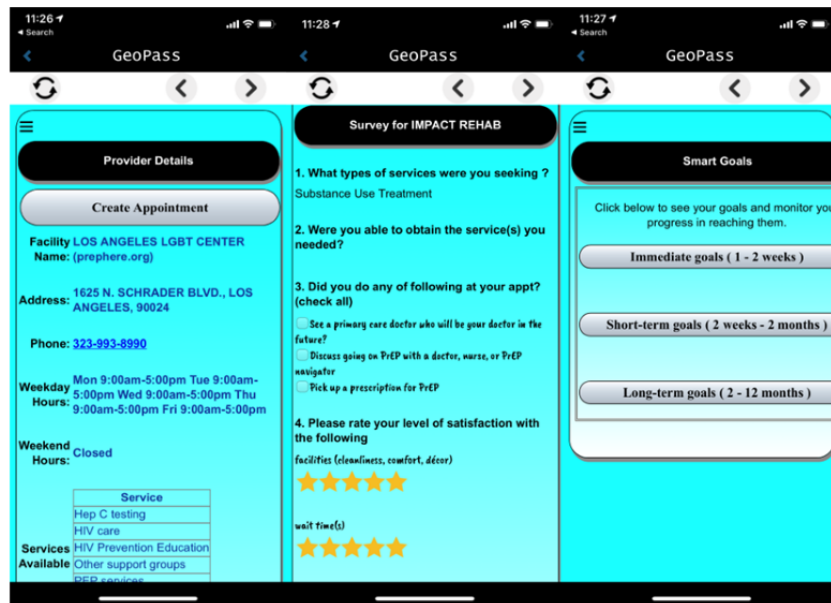 11:26
Search
GeoPass
Provider Details
Create Appointment
Facility Name: LOS ANGELES LGBT CENTER
(prephere.org)
Address: 1625 N. SCHRADER BLVD., LOS
ANGELES, 90024
Phone: 323-993-8990
Weekday Hours: Mon 9:00am-5:00pm Tue 9:00am-
5:00pm Wed 9:00am-5:00pm Thu
9:00am-5:00pm Fri 9:00am-5:00pm
Weekend Hours: Closed
Services Available
Service
Hep C testing
HIV care
HIV Prevention Education
Other support groups
PEP services
11:28
GeoPass
Survey for IMPACT REHAB
1. What types of services were you seeking ?
Substance Use Treatment
2. Were you able to obtain the service(s) you
needed?
3. Did you do any of following at your appt?
(check all)
See a primary care doctor who will be your doctor in the
future?
Discuss going on PrEP with a doctor, nurse, or PrEP
navigator
Pick up a prescription for PrEP
4. Please rate your level of satisfaction with
the following
facilities (cleanliness, comfort, décor)
wait time(s)
11:27
Search
GeoPass
Smart Goals
Click below to see your goals and monitor you
progress in reaching them.
Immediate goals ( 1 - 2 weeks )
Short-term goals ( 2 weeks - 2 months )
Long-term goals ( 2 - 12 months )